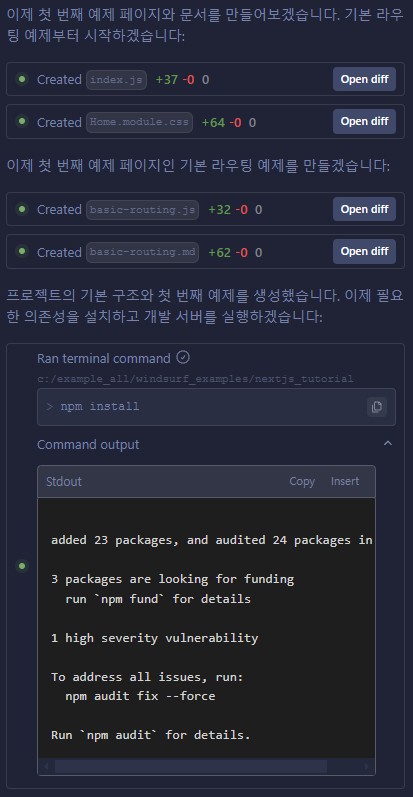 이제 첫 번째 예제 페이지와 문서를 만들어보겠습니다. 기본 라우
팅 예제부터 시작하겠습니다:
Created index.js +37 -0 0 Open diff
Created Home.module.css +64 -0 0 Open diff
이제 첫 번째 예제 페이지인 기본 라우팅 예제를 만들겠습니다:
Created basic-routing.js +32 -0 0 Open diff
Created basic-routing.md +62 -0 0 Open diff
프로젝트의 기본 구조와 첫 번째 예제를 생성했습니다. 이제 필요
한 의존성을 설치하고 개발 서버를 실행하겠습니다:
Ran terminal command
c:/example_all/windsurf_examples/nextjs_tutorial
> npm install
Command output
Stdout Copy Insert
added 23 packages, and audited 24 packages in
3 packages are looking for funding
run `npm fund` for details
1 high severity vulnerability
To address all issues, run:
npm audit fix --force
Run `npm audit` for details.